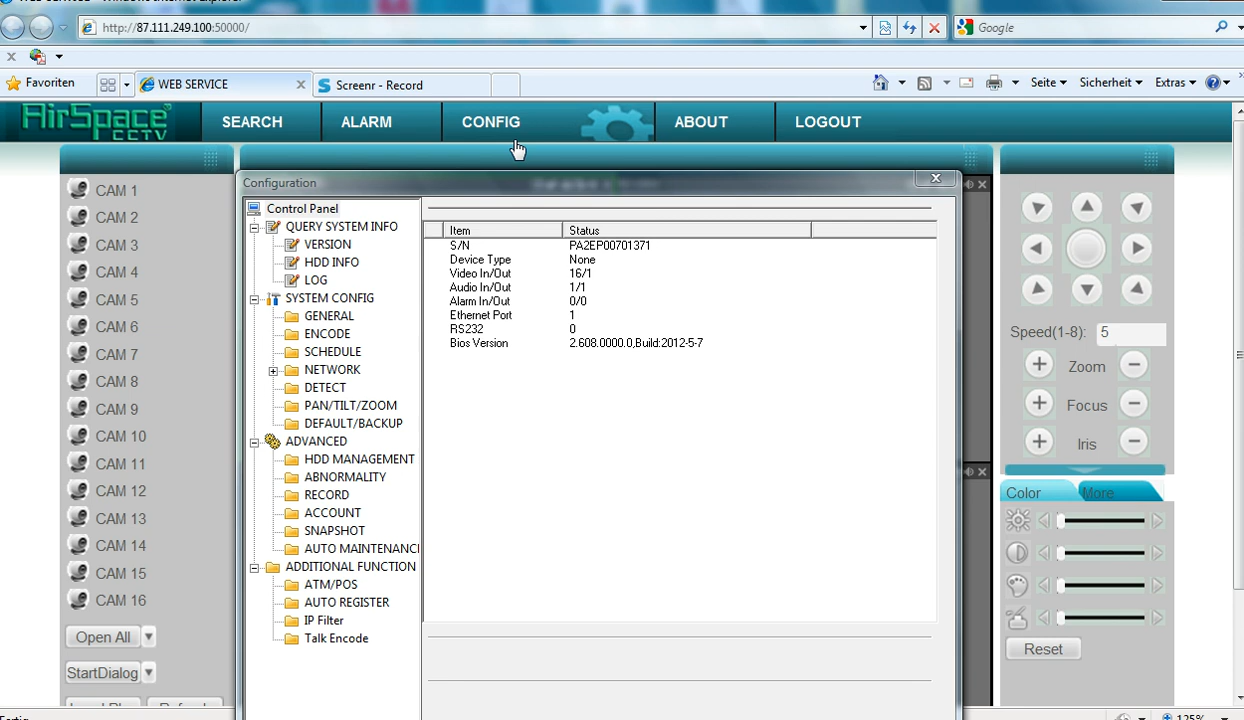 http://87.111.249.100:50000/
Google
Favoriten
WEB SERVICE
Screenr - Record
Seite
Sicherheit
Extras
AirSpace
CCTV
SEARCH
ALARM
CONFIG
ABOUT
LOGOUT
CAM 1
CAM 2
CAM 3
CAM 4
CAM 5
CAM 6
CAM 7
CAM 8
CAM 9
CAM 10
CAM 11
CAM 12
CAM 13
CAM 14
CAM 15
CAM 16
Open All
StartDialog
Configuration
Control Panel
QUERY SYSTEM INFO
VERSION
HDD INFO
LOG
SYSTEM CONFIG
GENERAL
ENCODE
SCHEDULE
NETWORK
DETECT
PAN/TILT/ZOOM
DEFAULT/BACKUP
ADVANCED
HDD MANAGEMENT
ABNORMALITY
RECORD
ACCOUNT
SNAPSHOT
AUTO MAINTENANC
ADDITIONAL FUNCTION
ATM/POS
AUTO REGISTER
IP Filter
Talk Encode
Item Status
S/N PA2EP00701371
Device Type None
Video In/Out 16/1
Audio In/Out 1/1
Alarm In/Out 0/0
Ethernet Port 1
RS232 0
Bios Version 2.608.0000.0,Build:2012-5-7
Speed(1-8): 5
Zoom
Focus
Iris
Color More
Reset
125%